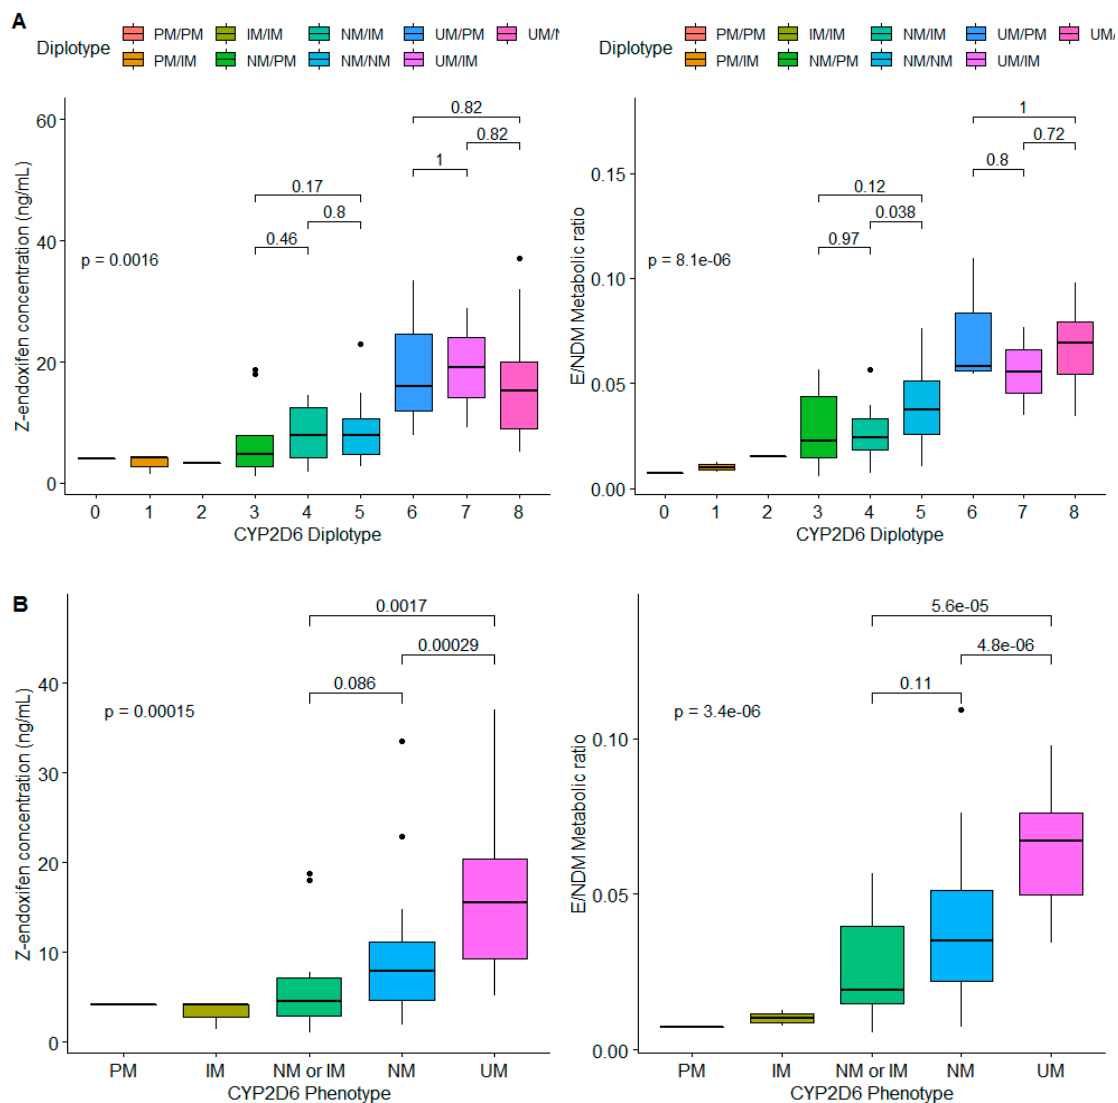 A
Diplotype
PM/PM IM/IM NM/IM UM/PM UM/
PM/IM NM/PM NM/NM UM/IM
Z-endoxifen concentration (ng/mL)
60
40
20
0
0.82
0.82
1
0.17
0.8
0.46
p = 0.0016
0 1 2 3 4 5 6 7 8
CYP2D6 Diplotype
Diplotype
PM/PM IM/IM NM/IM UM/PM UM/
PM/IM NM/PM NM/NM UM/IM
E/NDM Metabolic ratio
0.15
0.10
0.05
0.00
1
0.72
0.8
0.12
0.038
0.97
p = 8.1e-06
0 1 2 3 4 5 6 7 8
CYP2D6 Diplotype
B
Z-endoxifen concentration (ng/mL)
40
30
20
10
0
0.0017
0.00029
0.086
p = 0.00015
PM IM NM or IM NM UM
CYP2D6 Phenotype
E/NDM Metabolic ratio
0.10
0.05
0.00
5.6e-05
4.8e-06
0.11
p = 3.4e-06
PM IM NM or IM NM UM
CYP2D6 Phenotype